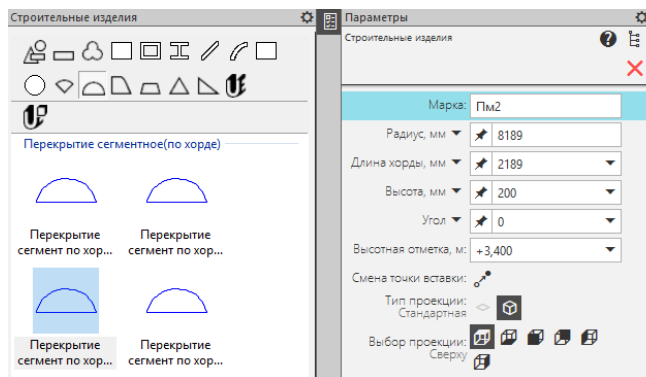 Строительные изделия
Перекрытие сегментное(по хорде)
Перекрытие
сегмент по хор...
Перекрытие
сегмент по хор...
Перекрытие
сегмент по хор...
Перекрытие
сегмент по хор...
Параметры
Строительные изделия
Марка: Пм2
Радиус, мм 8189
Длина хорды, мм 2189
Высота, мм 200
Угол 0
Высотная отметка, м: +3,400
Смена точки вставки:
Тип проекции:
Стандартная
Выбор проекции:
Сверху